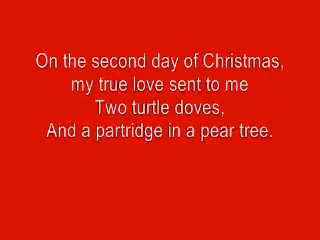 On the second day of Christmas,
my true love sent to me
Two turtle doves,
And a partridge in a pear tree.